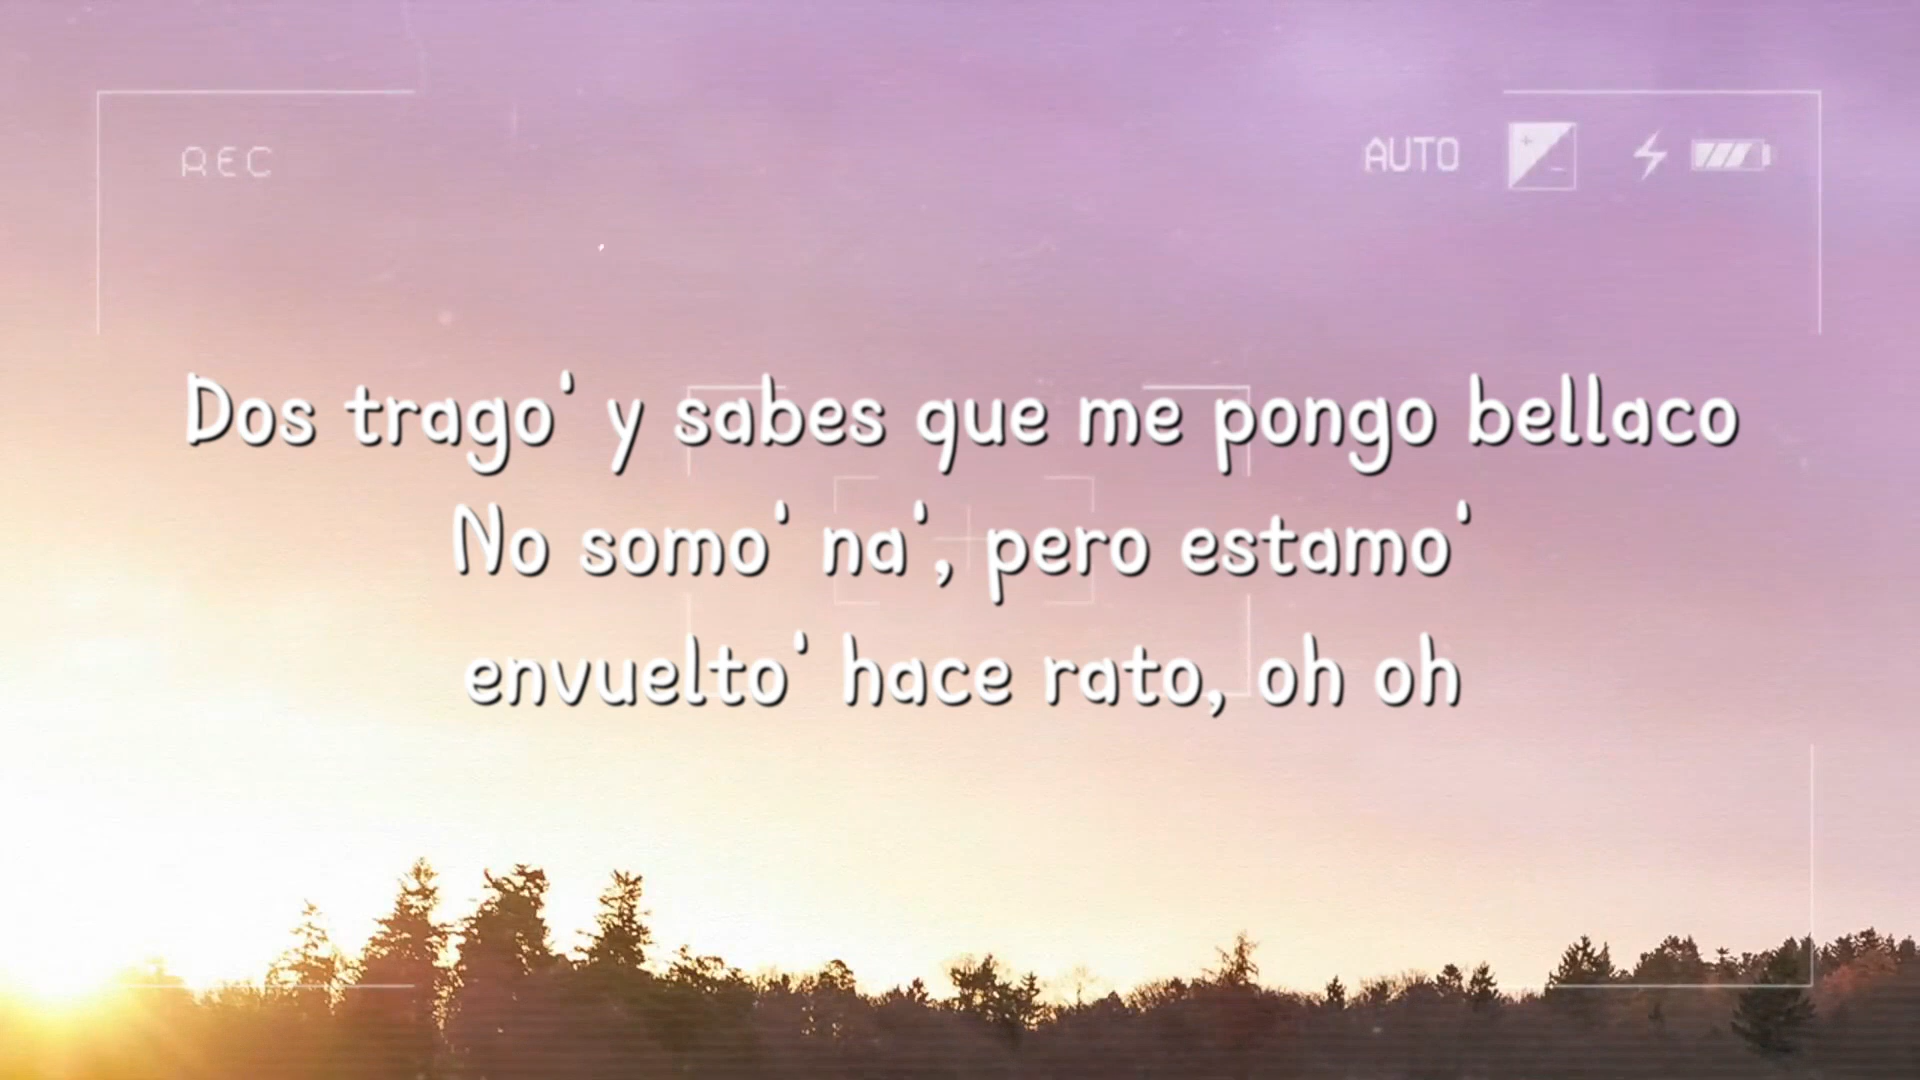 REC
AUTO
Dos trago' y sabes que me pongo bellaco
No somo' na', pero estamo'
envuelto' hace rato, oh oh